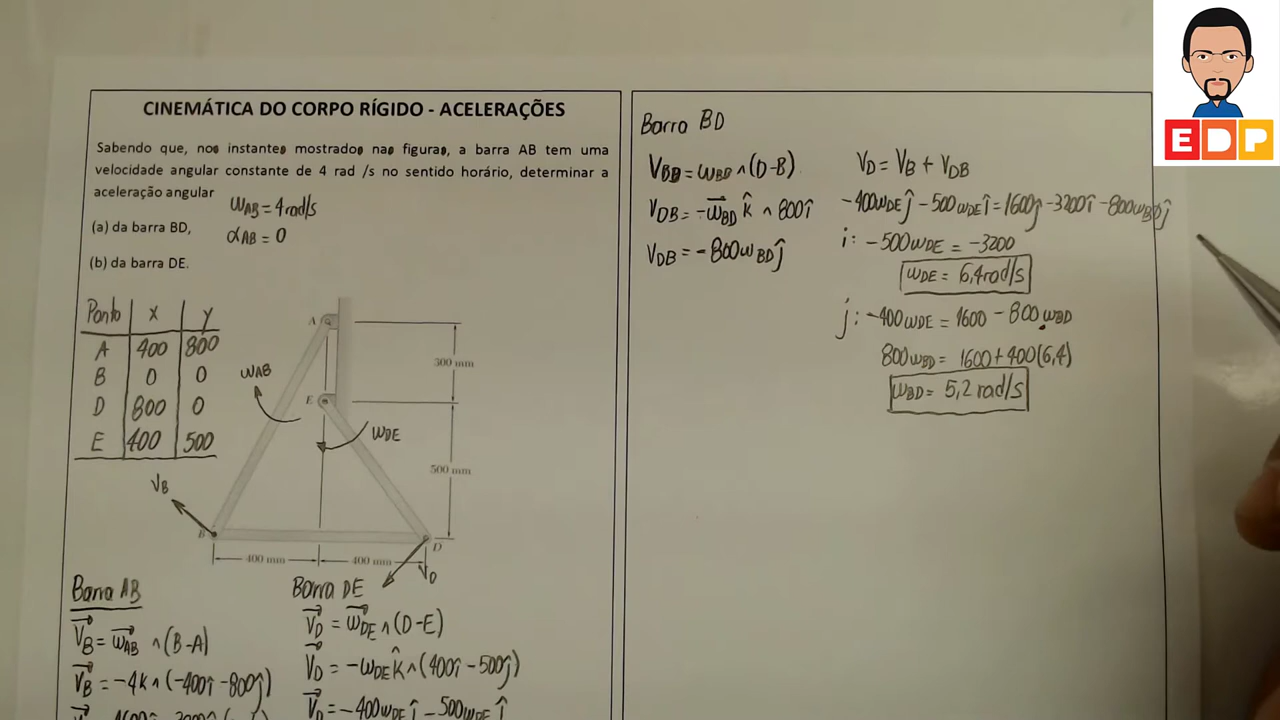 EDP
CINEMÁTICA DO CORPO RÍGIDO - ACELERAÇÕES
Sabendo que, nos instantes mostrados nas figuras, a barra AB tem uma
velocidade angular constante de 4 rad /s no sentido horário, determinar a
aceleração angular
ωAB = 4 rad/s
(a) da barra BD,
αAB = 0
(b) da barra DE.
Ponto | x | y
A | 400 | 800
B | 0 | 0
D | 800 | 0
E | 400 | 500
A
300 mm
ωAB
E
ωDE
500 mm
VB
B
D
400 mm
400 mm
VD
Barra AB
VB = ωAB ∧ (B-A)
VB = -4k ∧ (-400î - 800ĵ)
Barra DE
VD = ωDE ∧ (D-E)
VD = -ωDE k̂ ∧ (400î - 500ĵ)
VD = -400ωDE ĵ - 500ωDE î
Barra BD
= ωBD ∧ (D-B)
VDB = -ωBD k̂ ∧ 800î
VDB = -800ωBD ĵ
VD = VB + VDB
-400ωDE ĵ - 500ωDE î = 1600ĵ - 3200î - 800ωBD ĵ
i: -500ωDE = -3200
ωDE = 6,4 rad/s
j: -400ωDE = 1600 - 800ωBD
800ωBD = 1600 + 400(6,4)
ωBD = 5,2 rad/s